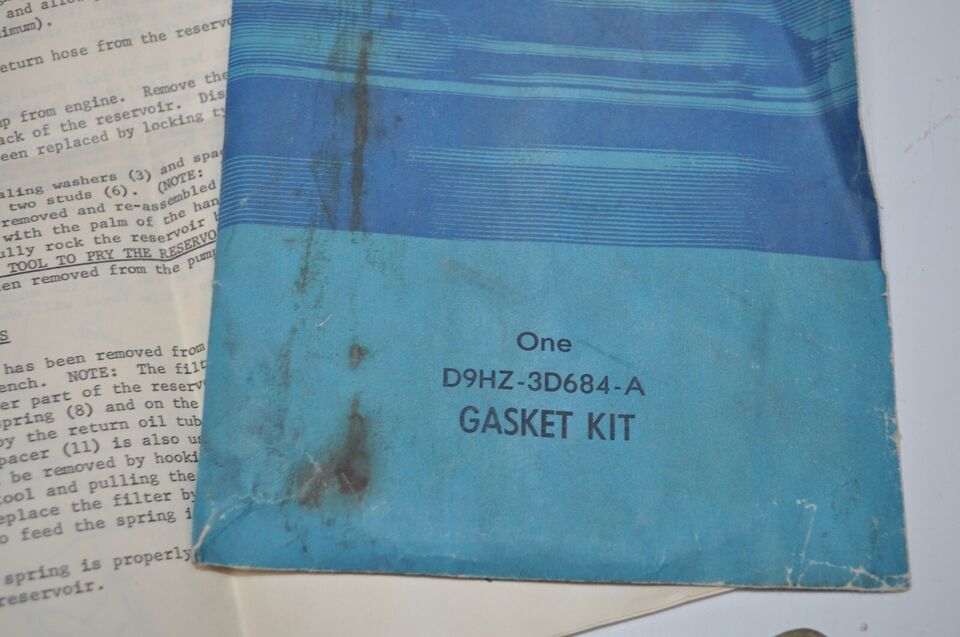 and allow
imum).
eturn hose from the reservo
p from engine. Remove the
ack of the reservoir. Dis
een replaced by locking ty
aling washers (3) and spa
two studs (6). (NOTE:
removed and re-assembled
with the palm of the han
ully rock the reservoir b
TOOL TO PRY THE RESERVO
en removed from the pump
S
has been removed from
ench. NOTE: The filt
er part of the reserv
spring (8) and on the
by the return oil tub
pacer (11) is also u
be removed by hooki
tool and pulling the
eplace the filter by
o feed the spring i
spring is properly
reservoir.
One
D9HZ-3D684-A
GASKET KIT